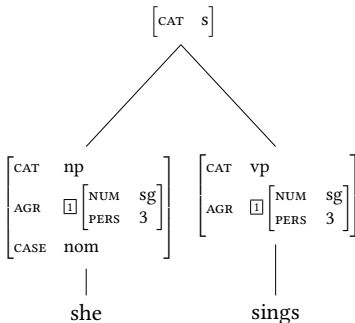 CAT s
CAT np
AGR 1 NUM sg
PERS 3
CASE nom
CAT vp
AGR 1 NUM sg
PERS 3
she
sings